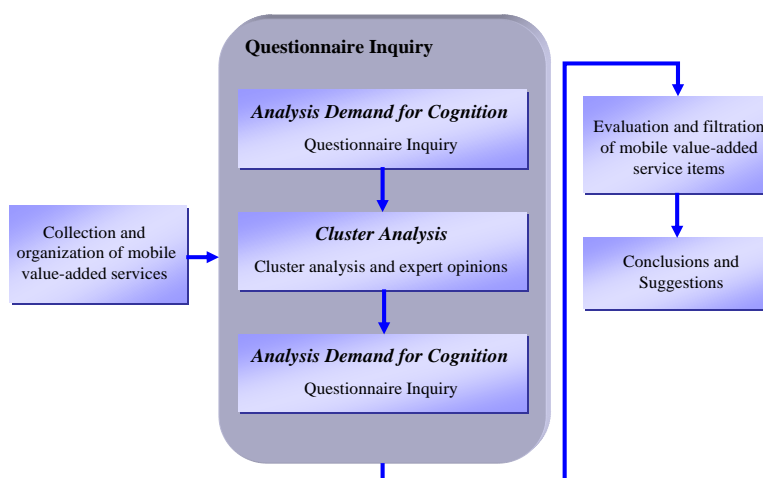 Questionnaire Inquiry
Analysis Demand for Cognition
Questionnaire Inquiry
Cluster Analysis
Cluster analysis and expert opinions
Analysis Demand for Cognition
Questionnaire Inquiry
Collection and
organization of mobile
value-added services
Evaluation and filtration
of mobile value-added
service items
Conclusions and
Suggestions